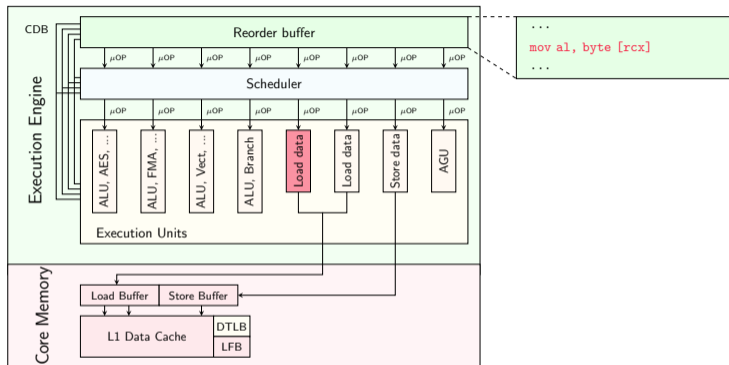 CDB
Reorder buffer
...
mov al, byte [rcx]
...
μOP μOP μOP μOP μOP μOP μOP μOP
Scheduler
μOP μOP μOP μOP μOP μOP μOP μOP
Execution Engine
ALU, AES, ...
ALU, FMA, ...
ALU, Vect, ...
ALU, Branch
Load data
Load data
Store data
AGU
Execution Units
Core Memory
Load Buffer
Store Buffer
L1 Data Cache
DTLB
LFB